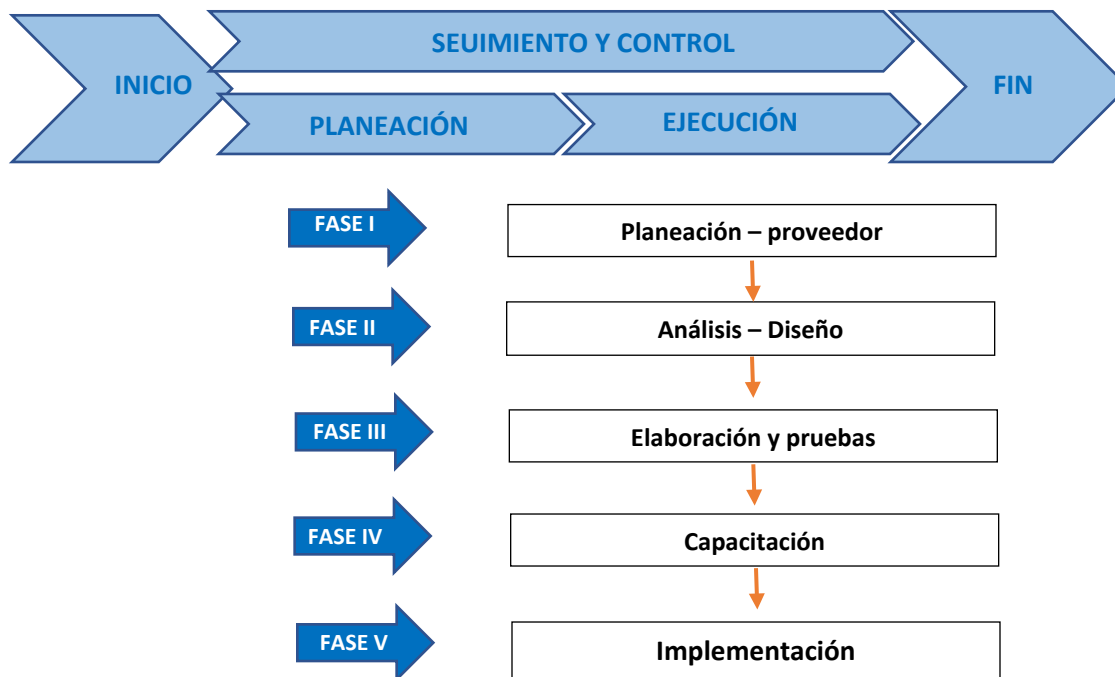 SEUIMIENTO Y CONTROL
INICIO
FIN
PLANEACIÓN
EJECUCIÓN
FASE I
Planeación – proveedor
FASE II
Análisis – Diseño
FASE III
Elaboración y pruebas
FASE IV
Capacitación
FASE V
Implementación